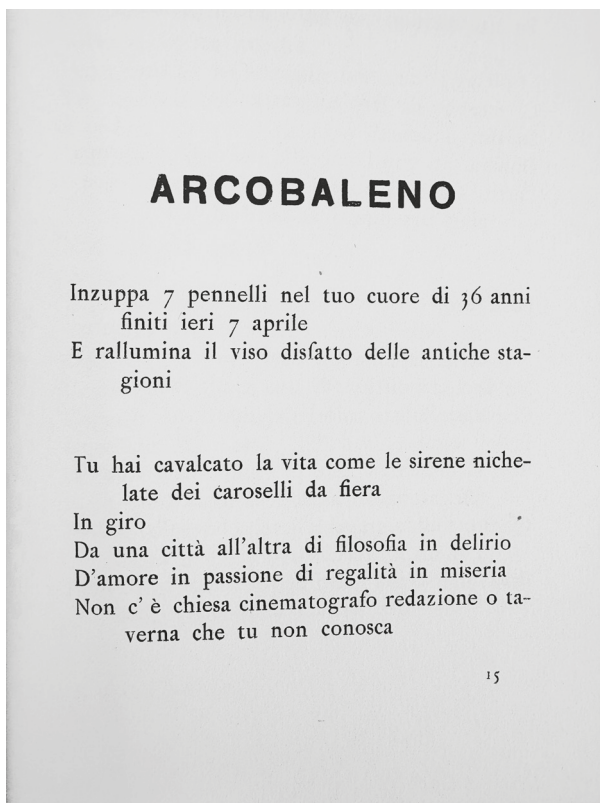 ARCOBALENO
Inzuppa 7 pennelli nel tuo cuore di 36 anni
finiti ieri 7 aprile
E rallumina il viso disfatto delle antiche sta-
gioni
Tu hai cavalcato la vita come le sirene niche-
late dei caroselli da fiera
In giro
Da una città all'altra di filosofia in delirio
D'amore in passione di regalità in miseria
Non c' è chiesa cinematografo redazione o ta-
verna che tu non conosca
15